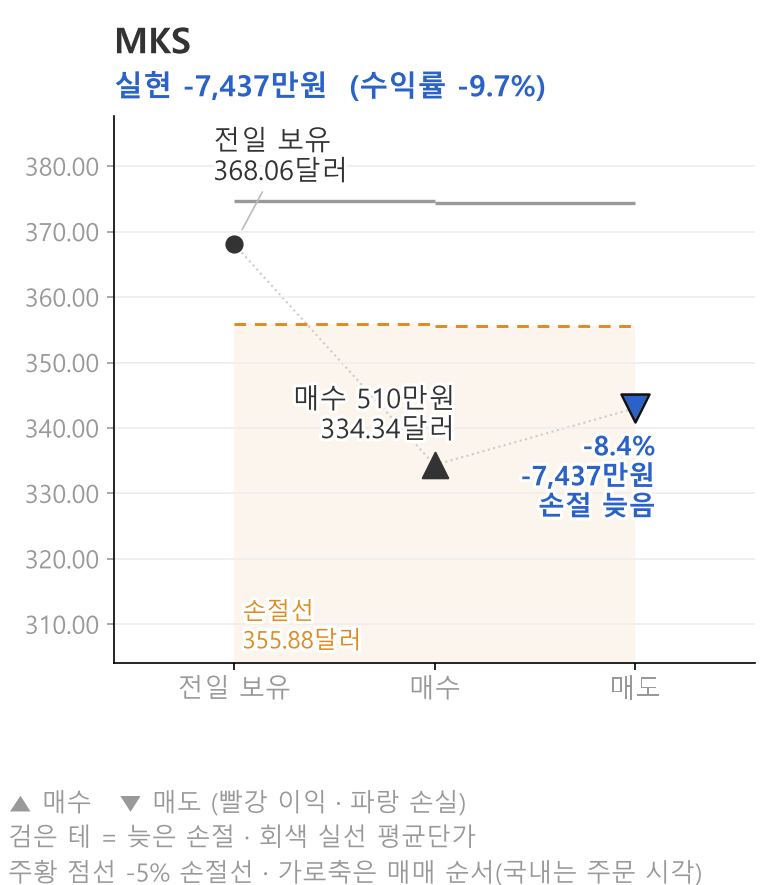 MKS
실현 -7,437만원 (수익률 -9.7%)
전일 보유
368.06달러
380.00
370.00
360.00
350.00
340.00
330.00
320.00
310.00
매수 510만원
334.34달러
-8.4%
-7,437만원
손절 늦음
손절선
355.88달러
전일 보유
매수
매도
▲ 매수 ▼ 매도 (빨강 이익 · 파랑 손실)
검은 테 = 늦은 손절 · 회색 실선 평균단가
주황 점선 -5% 손절선 · 가로축은 매매 순서(국내는 주문 시각)